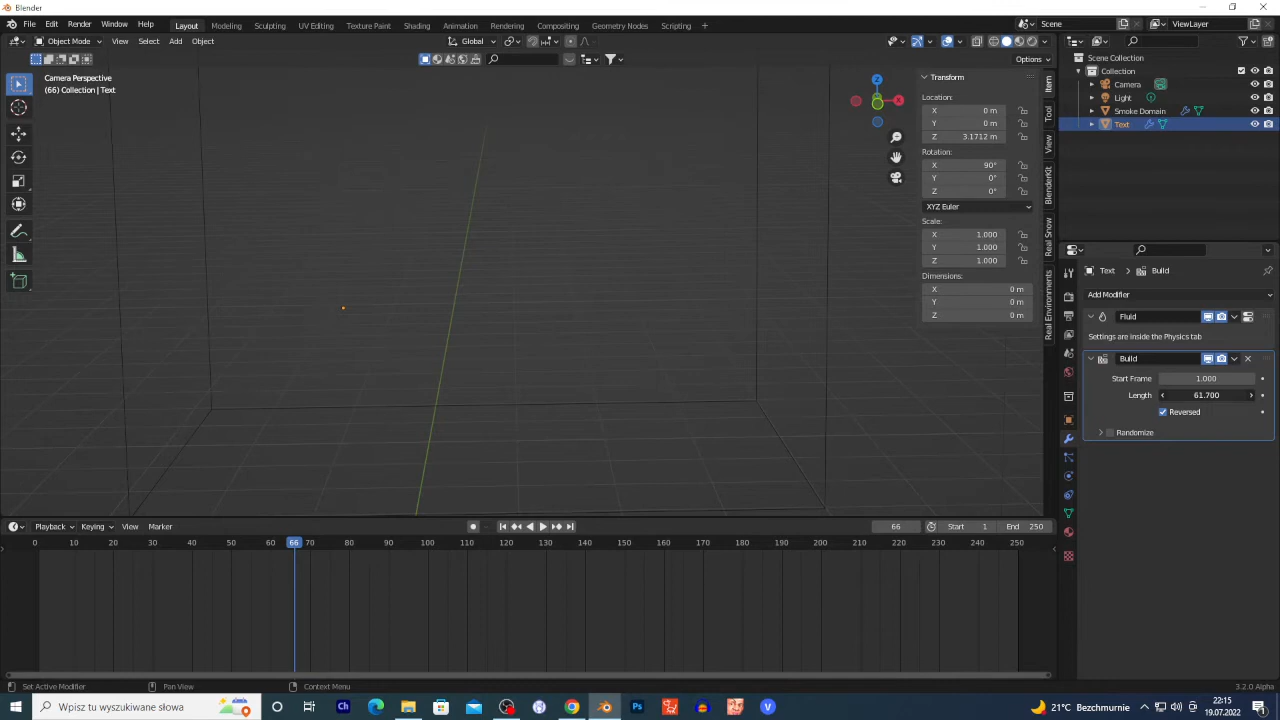 Blender
File Edit Render Window Help Layout Modeling Sculpting UV Editing Texture Paint Shading Animation Rendering Compositing Geometry Nodes Scripting + Scene ViewLayer
Object Mode View Select Add Object Global
Options
Camera Perspective
(66) Collection | Text
Transform
Location:
X 0 m
Y 0 m
Z 3.1712 m
Rotation:
X 90°
Y 0°
Z 0°
XYZ Euler
Scale:
X 1.000
Y 1.000
Z 1.000
Dimensions:
X 0 m
Y 0 m
Z 0 m
Item
Tool
View
BlenderKit
Real Snow
Real Environments
Z
Scene Collection
Collection
Camera
Light
Smoke Domain
Text
Text > Build
Add Modifier
Fluid
Settings are inside the Physics tab
Build
Start Frame 1.000
Length 61.700
Reversed
Randomize
Playback Keying View Marker 66 Start 1 End 250
0 10 20 30 40 50 60 66 70 80 90 100 110 120 130 140 150 160 170 180 190 200 210 220 230 240 250
Set Active Modifier Pan View Context Menu 3.2.0 Alpha
Wpisz tu wyszukiwane słowa Ch Ps V 21°C Bezchmurnie 22:15
19.07.2022